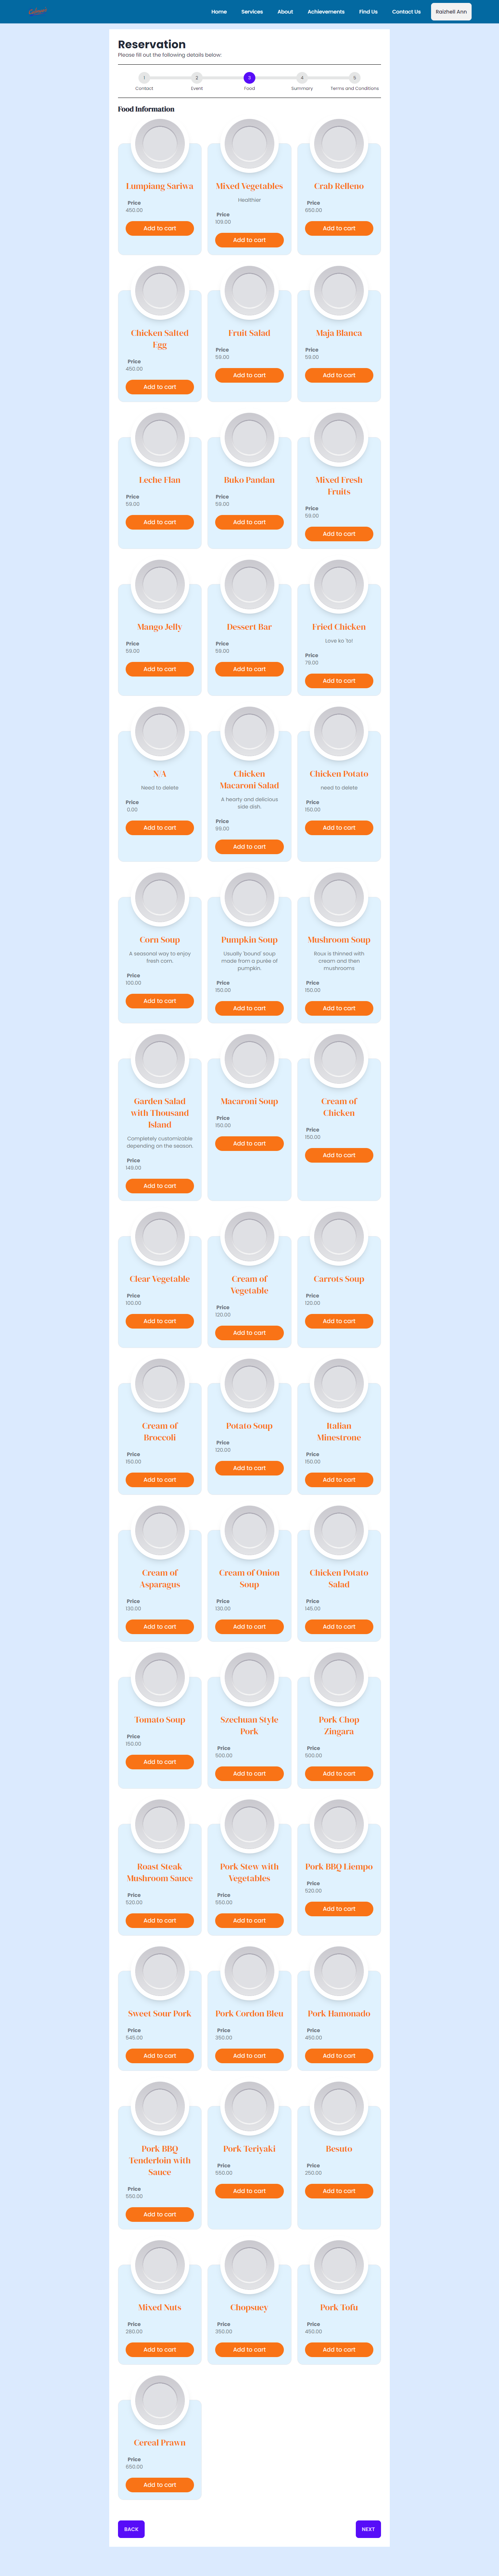 Home Services About Achievements Find Us Contact Us Raizhell Ann
Reservation
Please fill out the following details below:
1 2 3 4 5
Contact Event Food Summary Terms and Conditions
Food Information
Lumpiang Sariwa
Price
450.00
Add to cart
Mixed Vegetables
Healthier
Price
109.00
Add to cart
Crab Relleno
Price
650.00
Add to cart
Chicken Salted
Egg
Price
450.00
Add to cart
Fruit Salad
Price
59.00
Add to cart
Maja Blanca
Price
59.00
Add to cart
Leche Flan
Price
59.00
Add to cart
Buko Pandan
Price
59.00
Add to cart
Mixed Fresh
Fruits
Price
59.00
Add to cart
Mango Jelly
Price
59.00
Add to cart
Dessert Bar
Price
59.00
Add to cart
Fried Chicken
Love ko 'to!
Price
79.00
Add to cart
N/A
Need to delete
Price
0.00
Add to cart
Chicken
Macaroni Salad
A hearty and delicious
side dish.
Price
99.00
Add to cart
Chicken Potato
need to delete
Price
150.00
Add to cart
Corn Soup
A seasonal way to enjoy
fresh corn.
Price
100.00
Add to cart
Pumpkin Soup
Usually 'bound' soup
made from a purée of
pumpkin.
Price
150.00
Add to cart
Mushroom Soup
Roux is thinned with
cream and then
mushrooms
Price
150.00
Add to cart
Garden Salad
with Thousand
Island
Completely customizable
depending on the season.
Price
149.00
Add to cart
Macaroni Soup
Price
150.00
Add to cart
Cream of
Chicken
Price
150.00
Add to cart
Clear Vegetable
Price
100.00
Add to cart
Cream of
Vegetable
Price
120.00
Add to cart
Carrots Soup
Price
120.00
Add to cart
Cream of
Broccoli
Price
150.00
Add to cart
Potato Soup
Price
120.00
Add to cart
Italian
Minestrone
Price
150.00
Add to cart
Cream of
Asparagus
Price
130.00
Add to cart
Cream of Onion
Soup
Price
130.00
Add to cart
Chicken Potato
Salad
Price
145.00
Add to cart
Tomato Soup
Price
150.00
Add to cart
Szechuan Style
Pork
Price
500.00
Add to cart
Pork Chop
Zingara
Price
500.00
Add to cart
Roast Steak
Mushroom Sauce
Price
520.00
Add to cart
Pork Stew with
Vegetables
Price
550.00
Add to cart
Pork BBQ Liempo
Price
520.00
Add to cart
Sweet Sour Pork
Price
545.00
Add to cart
Pork Cordon Bleu
Price
350.00
Add to cart
Pork Hamonado
Price
450.00
Add to cart
Pork BBQ
Tenderloin with
Sauce
Price
550.00
Add to cart
Pork Teriyaki
Price
550.00
Add to cart
Besuto
Price
250.00
Add to cart
Mixed Nuts
Price
280.00
Add to cart
Chopsuey
Price
350.00
Add to cart
Pork Tofu
Price
450.00
Add to cart
Cereal Prawn
Price
650.00
Add to cart
BACK NEXT